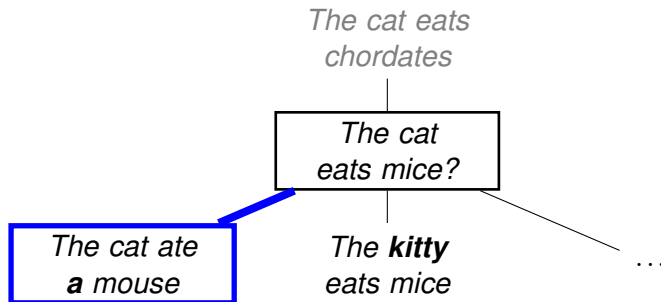 The cat eats
chordates
The cat
eats mice?
The cat ate
a mouse
The kitty
eats mice
...